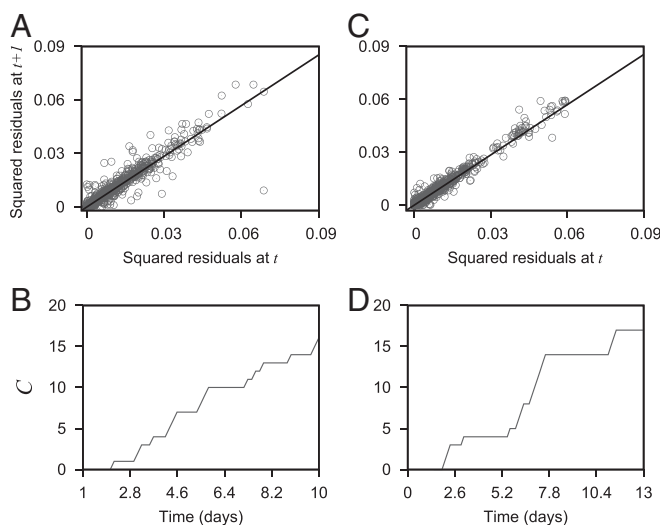 A
Squared residuals at t+1
0.09
0.06
0.03
0
0 0.03 0.06 0.09
Squared residuals at t
C
0.09
0.06
0.03
0
0 0.03 0.06 0.09
Squared residuals at t
B
C
20
15
10
5
0
1 2.8 4.6 6.4 8.2 10
Time (days)
D
20
15
10
5
0
0 2.6 5.2 7.8 10.4 13
Time (days)